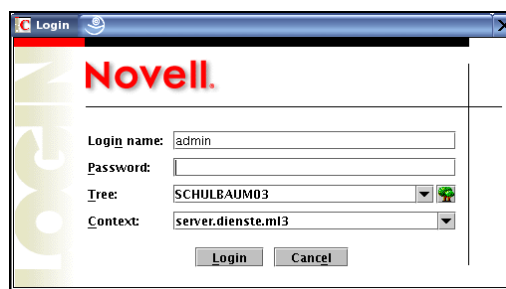 Login
LOGIN
Novell.
Login name: admin
Password:
Tree: SCHULBAUM03
Context: server.dienste.ml3
Login Cancel